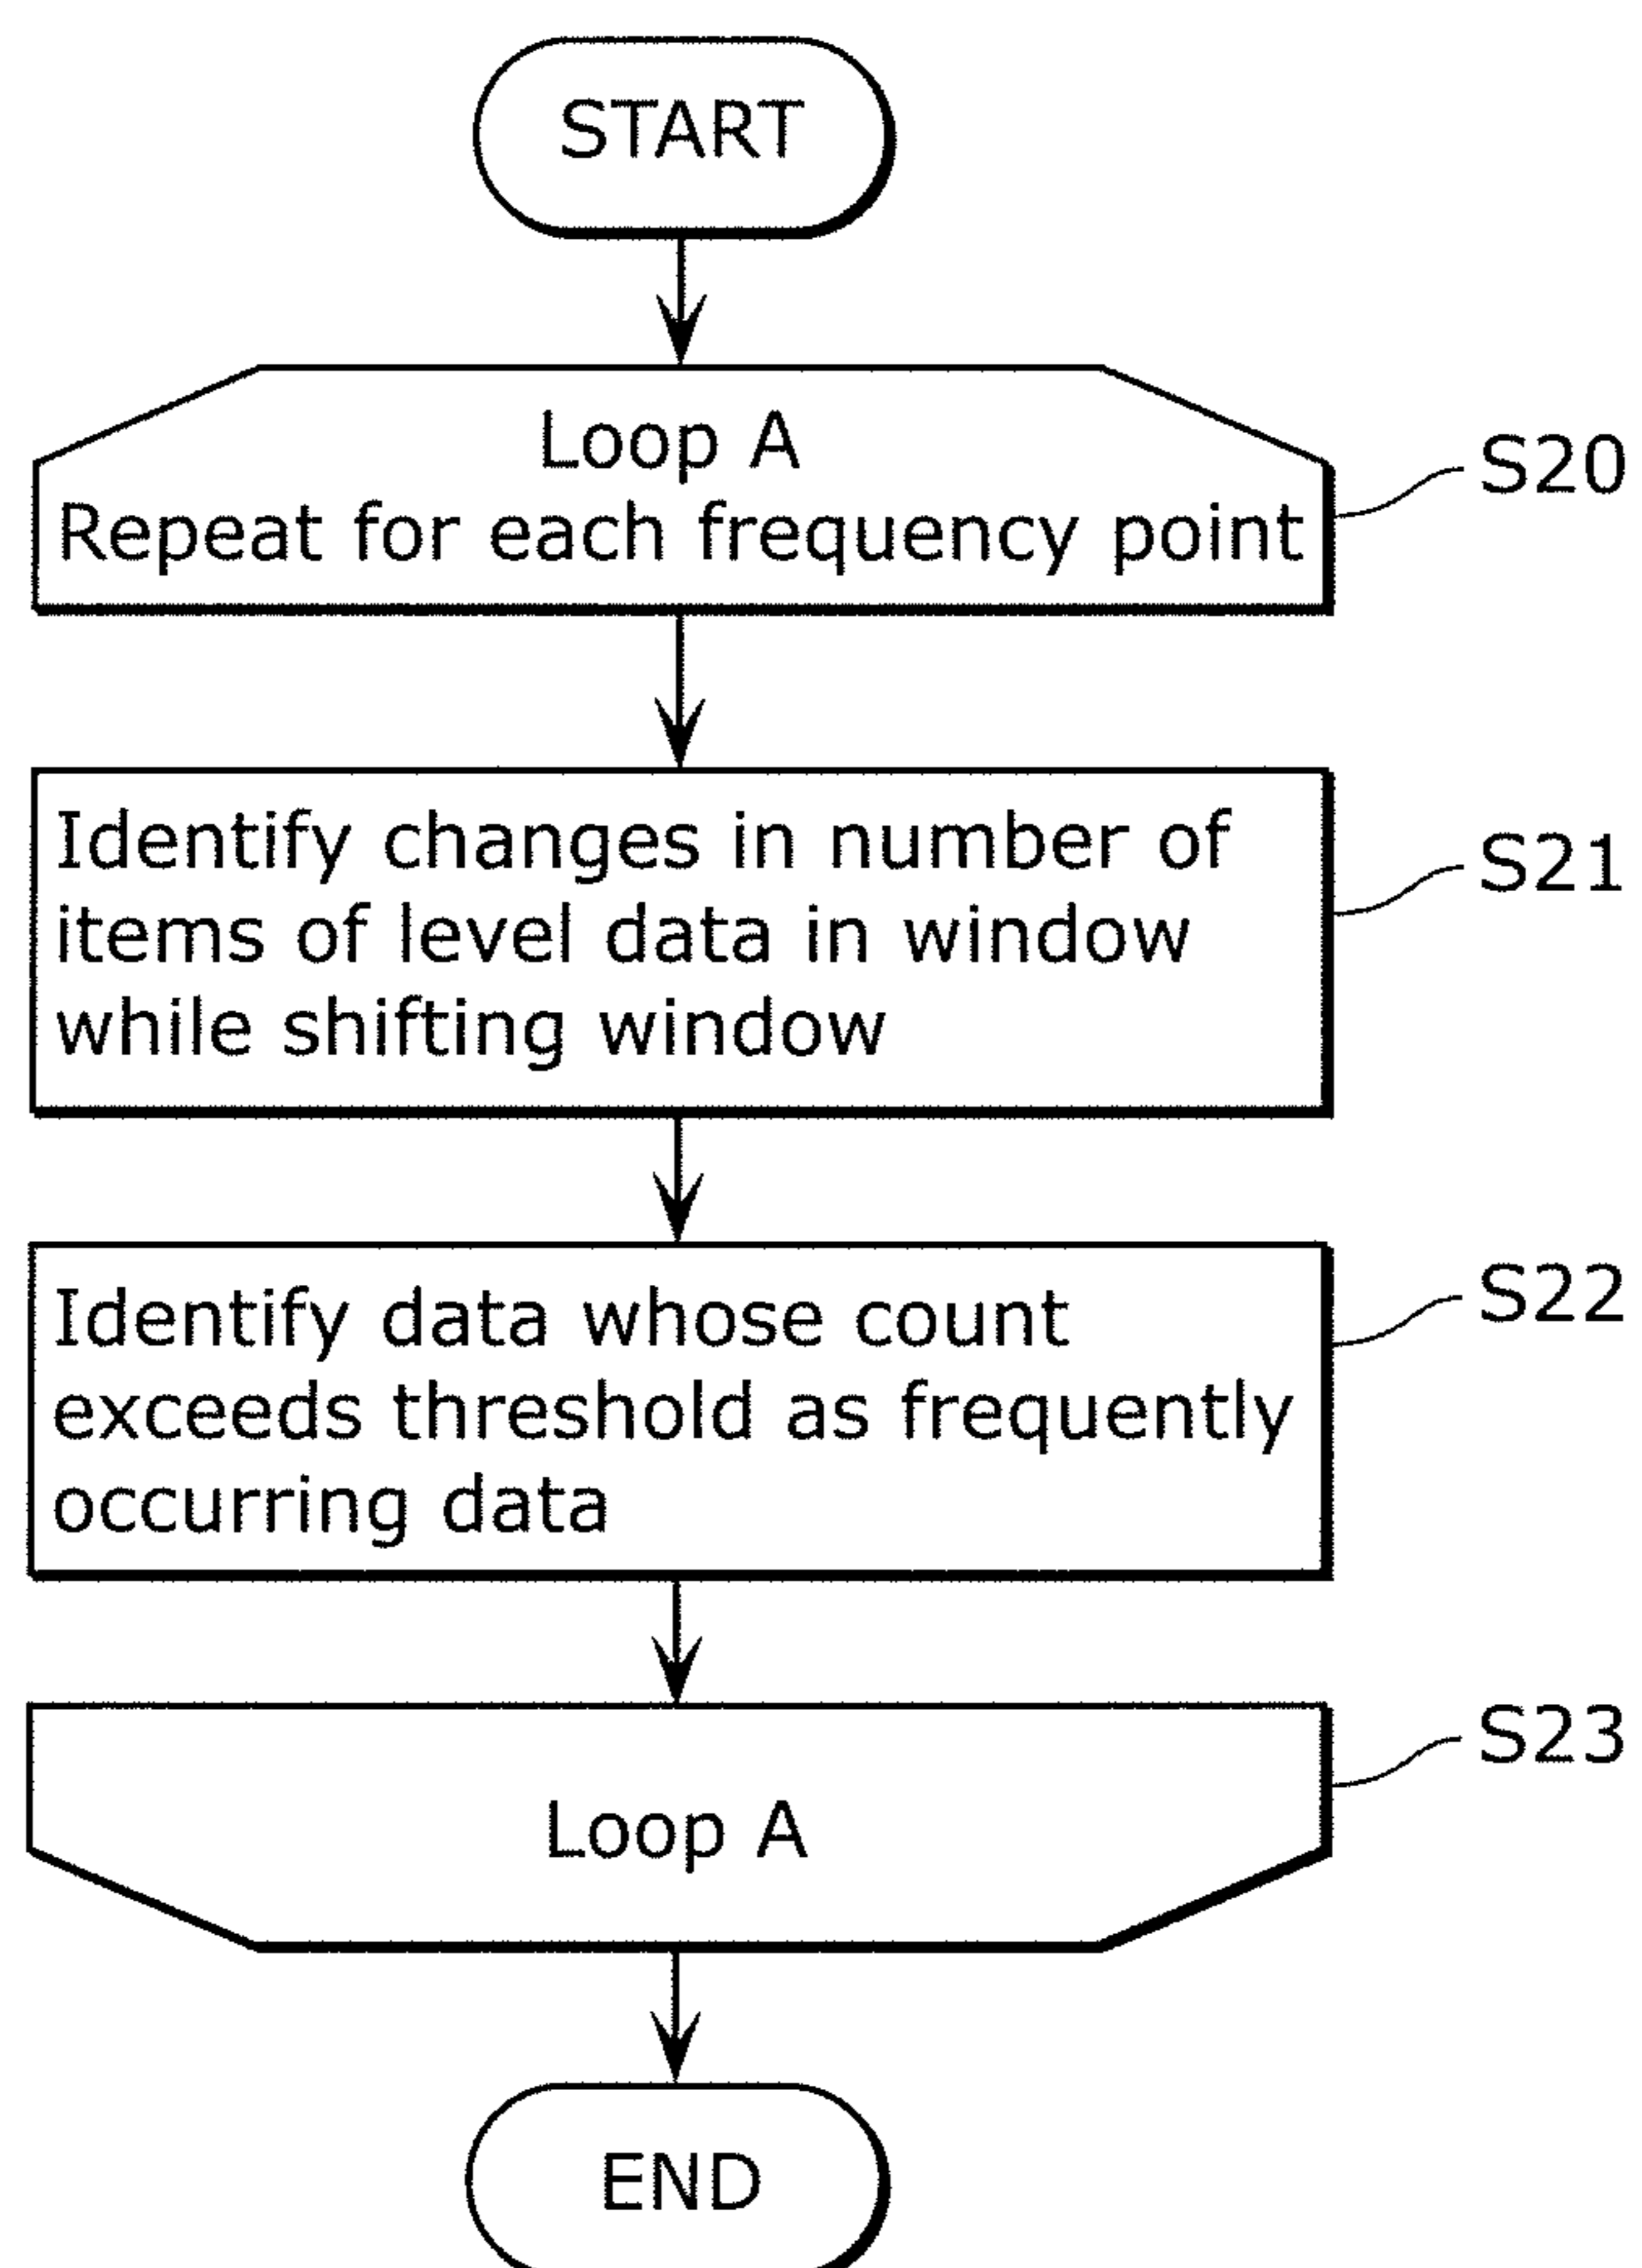 START
Loop A
Repeat for each frequency point
S20
Identify changes in number of
items of level data in window
while shifting window
S21
Identify data whose count
exceeds threshold as frequently
occurring data
S22
Loop A
S23
END